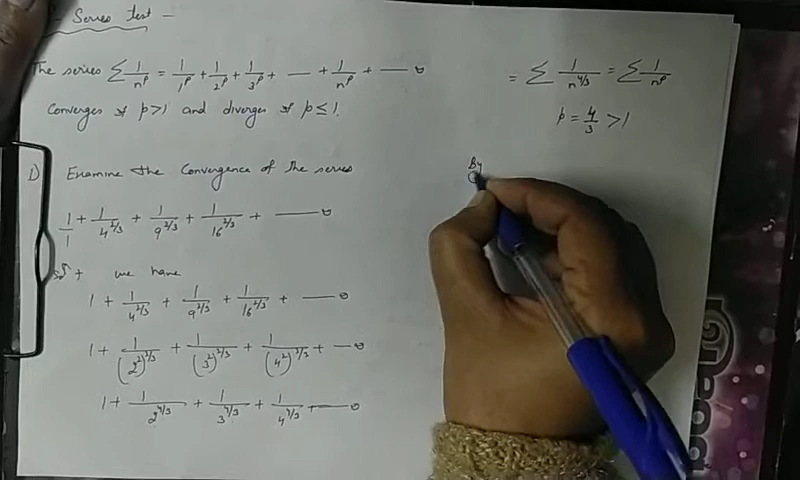 - Series test -
The series ∑ 1/n^p = 1/1^p + 1/2^p + 1/3^p + — + 1/n^p + — ∞
Converges if p>1 and diverges if p ≤ 1.
1) Examine the Convergence of the series
1/1 + 1/4^{2/3} + 1/9^{2/3} + 1/16^{2/3} + — ∞
Sol + we have
1 + 1/4^{2/3} + 1/9^{2/3} + 1/16^{2/3} + — ∞
1 + 1/(2^2)^{2/3} + 1/(3^2)^{2/3} + 1/(4^2)^{2/3} + — ∞
1 + 1/2^{4/3} + 1/3^{4/3} + 1/4^{4/3} + — ∞
= ∑ 1/n^{4/3} = ∑ 1/n^p
p = 4/3 > 1
By